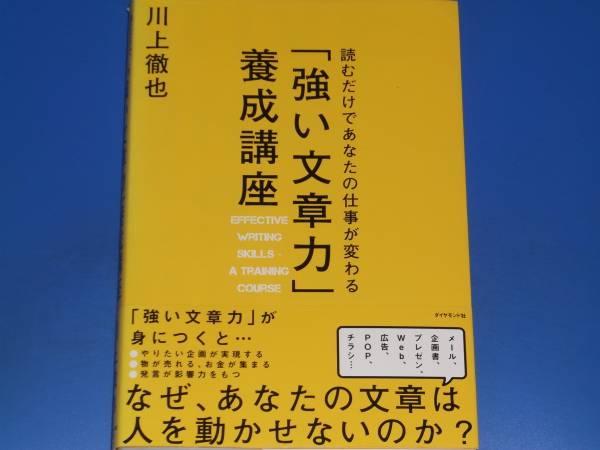 読むだけであなたの仕事が変わる
「強い文章力」
養成講座
川上徹也
EFFECTIVE
WRITING
SKILLS -
A TRAINING
COURSE
ダイヤモンド社
「強い文章力」が
身につくと…
●やりたい企画が実現する
●物が売れる、お金が集まる
●発言が影響力をもつ
メール、
企画書、
プレゼン、
Web、
広告、
POP、
チラシ…
なぜ、あなたの文章は
人を動かせないのか？